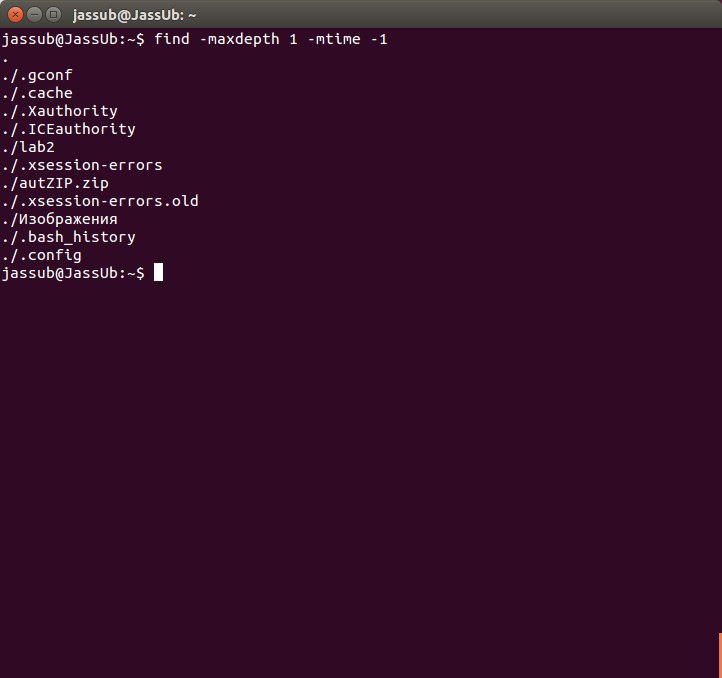 jassub@JassUb: ~
jassub@JassUb:~$ find -maxdepth 1 -mtime -1
.
./.gconf
./.cache
./.Xauthority
./.ICEauthority
./lab2
./.xsession-errors
./autZIP.zip
./.xsession-errors.old
./Изображения
./.bash_history
./.config
jassub@JassUb:~$